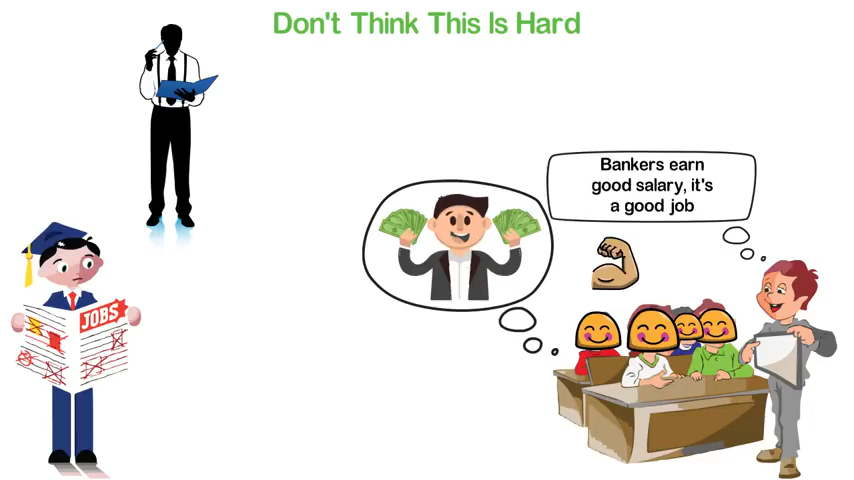 Don't Think This Is Hard
Bankers earn
good salary, it's
a good job
JOBS